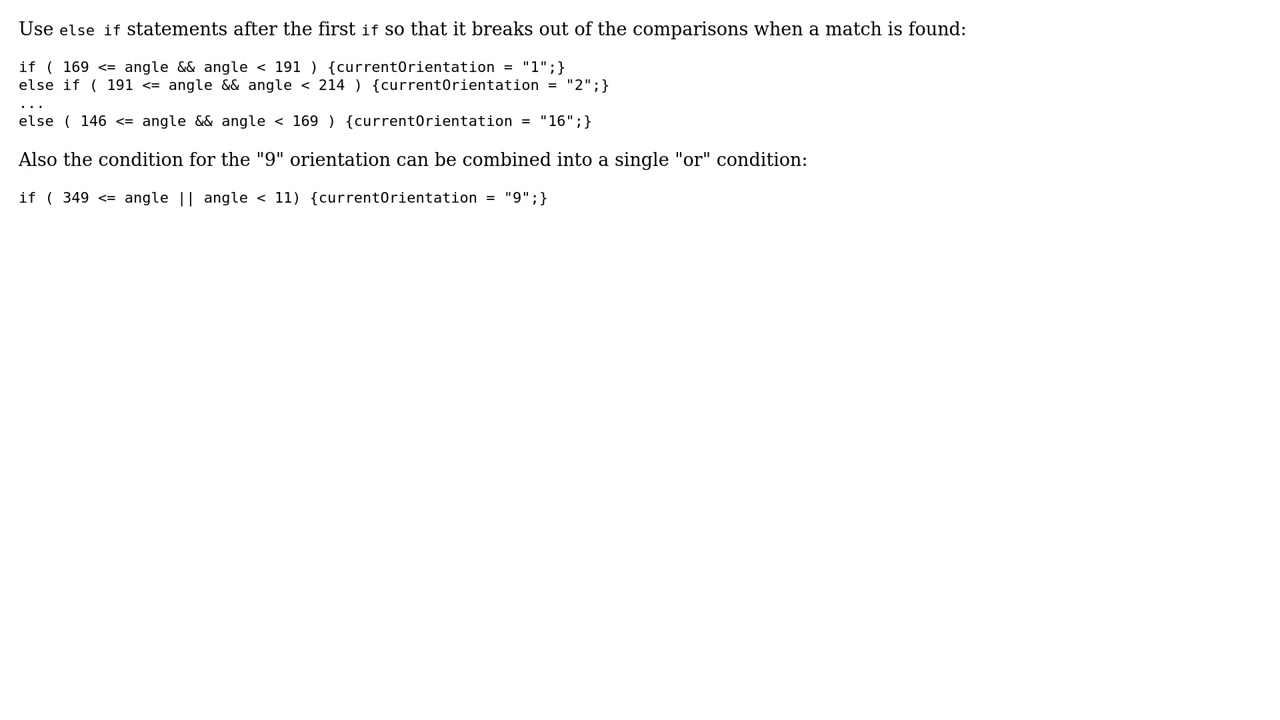 Use else if statements after the first if so that it breaks out of the comparisons when a match is found:
if ( 169 <= angle && angle < 191 ) {currentOrientation = "1";}
else if ( 191 <= angle && angle < 214 ) {currentOrientation = "2";}
...
else ( 146 <= angle && angle < 169 ) {currentOrientation = "16";}
Also the condition for the "9" orientation can be combined into a single "or" condition:
if ( 349 <= angle || angle < 11) {currentOrientation = "9";}